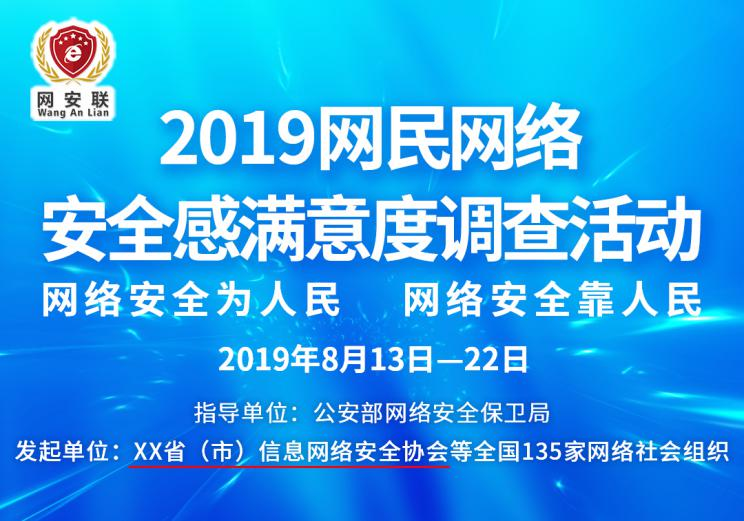 网安联
Wang An Lian
2019网民网络
安全感满意度调查活动
网络安全为人民 网络安全靠人民
2019年8月13日—22日
指导单位：公安部网络安全保卫局
发起单位：XX省（市）信息网络安全协会等全国135家网络社会组织